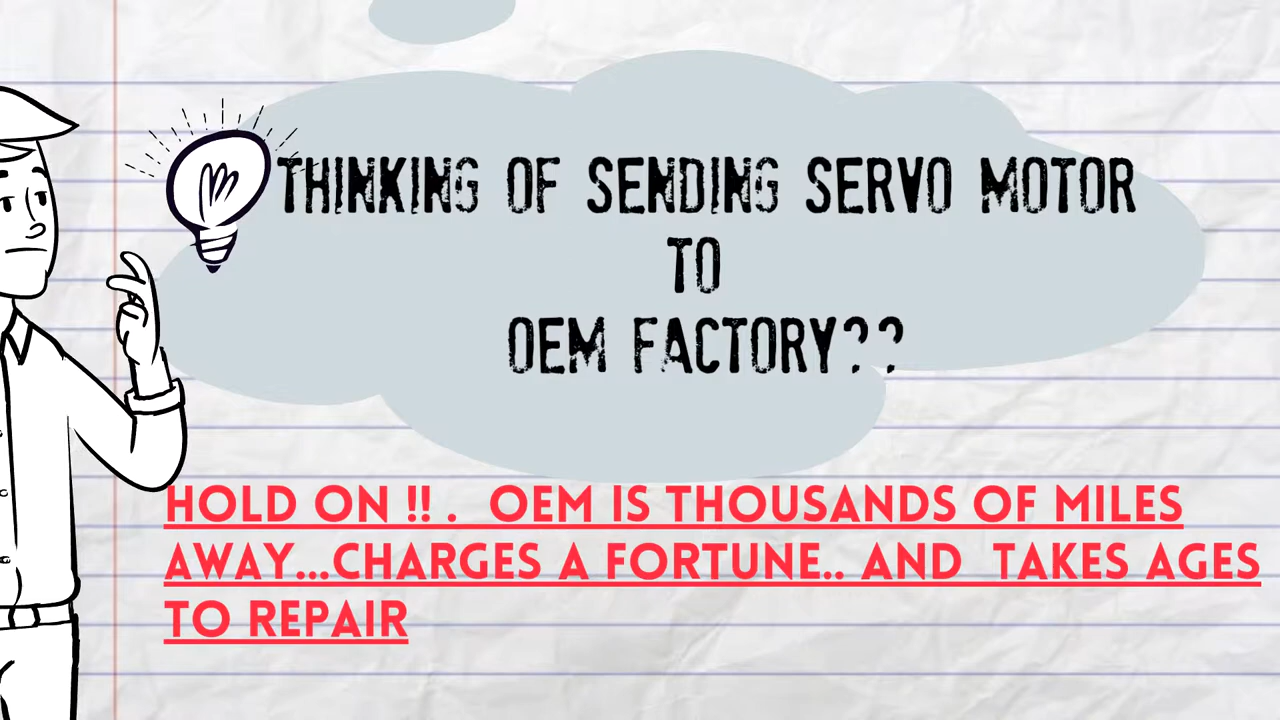 THINKING OF SENDING SERVO MOTOR
TO
OEM FACTORY??
HOLD ON !! .  OEM IS THOUSANDS OF MILES
AWAY...CHARGES A FORTUNE.. AND  TAKES AGES
TO REPAIR